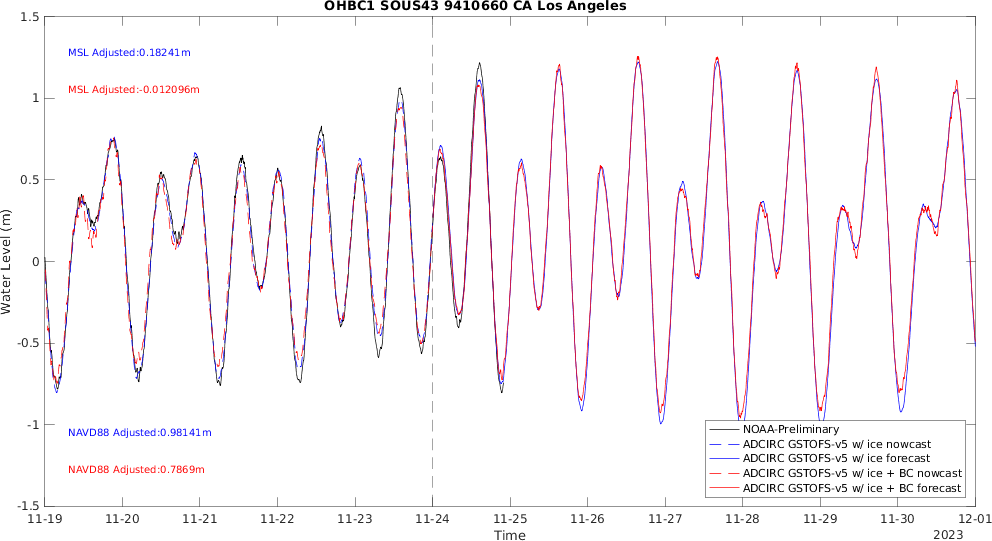 OHBC1 SOUS43 9410660 CA Los Angeles
1.5
1
0.5
0
-0.5
-1
-1.5
Water Level (m)
MSL Adjusted:0.18241m
MSL Adjusted:-0.012096m
NAVD88 Adjusted:0.98141m
NAVD88 Adjusted:0.7869m
NOAA-Preliminary
ADCIRC GSTOFS-v5 w/ ice nowcast
ADCIRC GSTOFS-v5 w/ ice forecast
ADCIRC GSTOFS-v5 w/ ice + BC nowcast
ADCIRC GSTOFS-v5 w/ ice + BC forecast
11-19 11-20 11-21 11-22 11-23 11-24 11-25 11-26 11-27 11-28 11-29 11-30 12-01
Time
2023